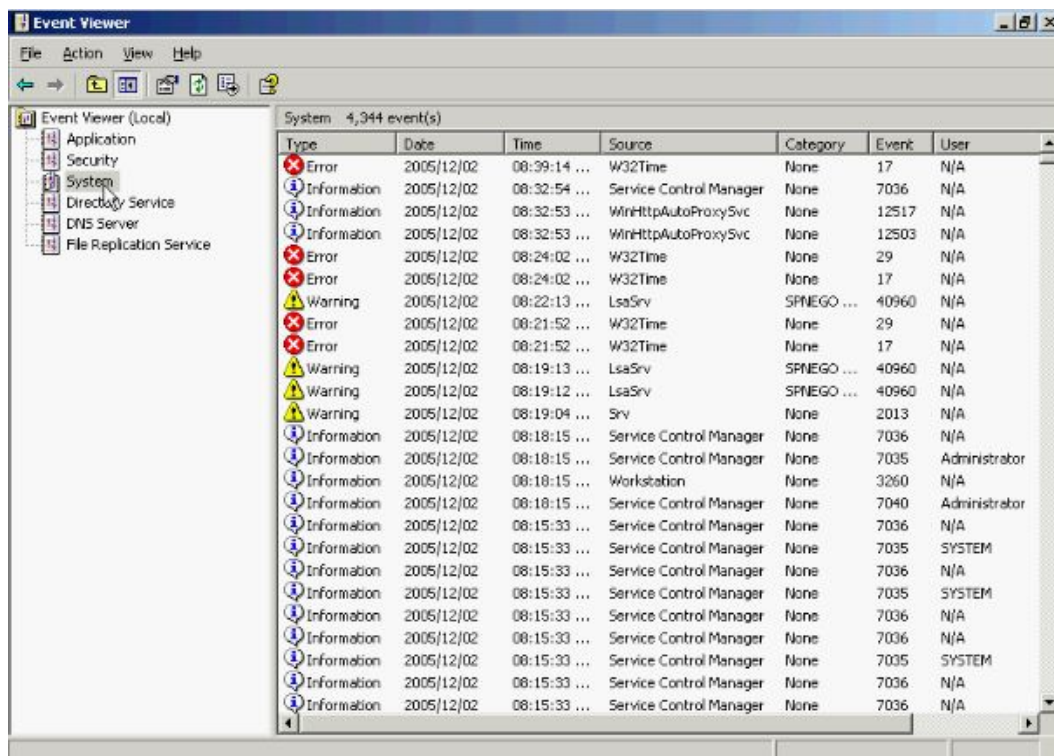 Event Viewer
File Action View Help
Event Viewer (Local)
Application
Security
System
Directory Service
DNS Server
File Replication Service
System 4,344 event(s)
Type Date Time Source Category Event User
Error 2005/12/02 08:39:14 ... W32Time None 17 N/A
Information 2005/12/02 08:32:54 ... Service Control Manager None 7036 N/A
Information 2005/12/02 08:32:53 ... WinHttpAutoProxySvc None 12517 N/A
Information 2005/12/02 08:32:53 ... WinHttpAutoProxySvc None 12503 N/A
Error 2005/12/02 08:24:02 ... W32Time None 29 N/A
Error 2005/12/02 08:24:02 ... W32Time None 17 N/A
Warning 2005/12/02 08:22:13 ... LsaSrv SPNEGO ... 40960 N/A
Error 2005/12/02 08:21:52 ... W32Time None 29 N/A
Error 2005/12/02 08:21:52 ... W32Time None 17 N/A
Warning 2005/12/02 08:19:13 ... LsaSrv SPNEGO ... 40960 N/A
Warning 2005/12/02 08:19:12 ... LsaSrv SPNEGO ... 40960 N/A
Warning 2005/12/02 08:19:04 ... Srv None 2013 N/A
Information 2005/12/02 08:18:15 ... Service Control Manager None 7036 N/A
Information 2005/12/02 08:18:15 ... Service Control Manager None 7035 Administrator
Information 2005/12/02 08:18:15 ... Workstation None 3260 N/A
Information 2005/12/02 08:18:15 ... Service Control Manager None 7040 Administrator
Information 2005/12/02 08:15:33 ... Service Control Manager None 7036 N/A
Information 2005/12/02 08:15:33 ... Service Control Manager None 7035 SYSTEM
Information 2005/12/02 08:15:33 ... Service Control Manager None 7036 N/A
Information 2005/12/02 08:15:33 ... Service Control Manager None 7035 SYSTEM
Information 2005/12/02 08:15:33 ... Service Control Manager None 7036 N/A
Information 2005/12/02 08:15:33 ... Service Control Manager None 7036 N/A
Information 2005/12/02 08:15:33 ... Service Control Manager None 7035 SYSTEM
Information 2005/12/02 08:15:33 ... Service Control Manager None 7036 N/A
Information 2005/12/02 08:15:33 ... Service Control Manager None 7036 N/A